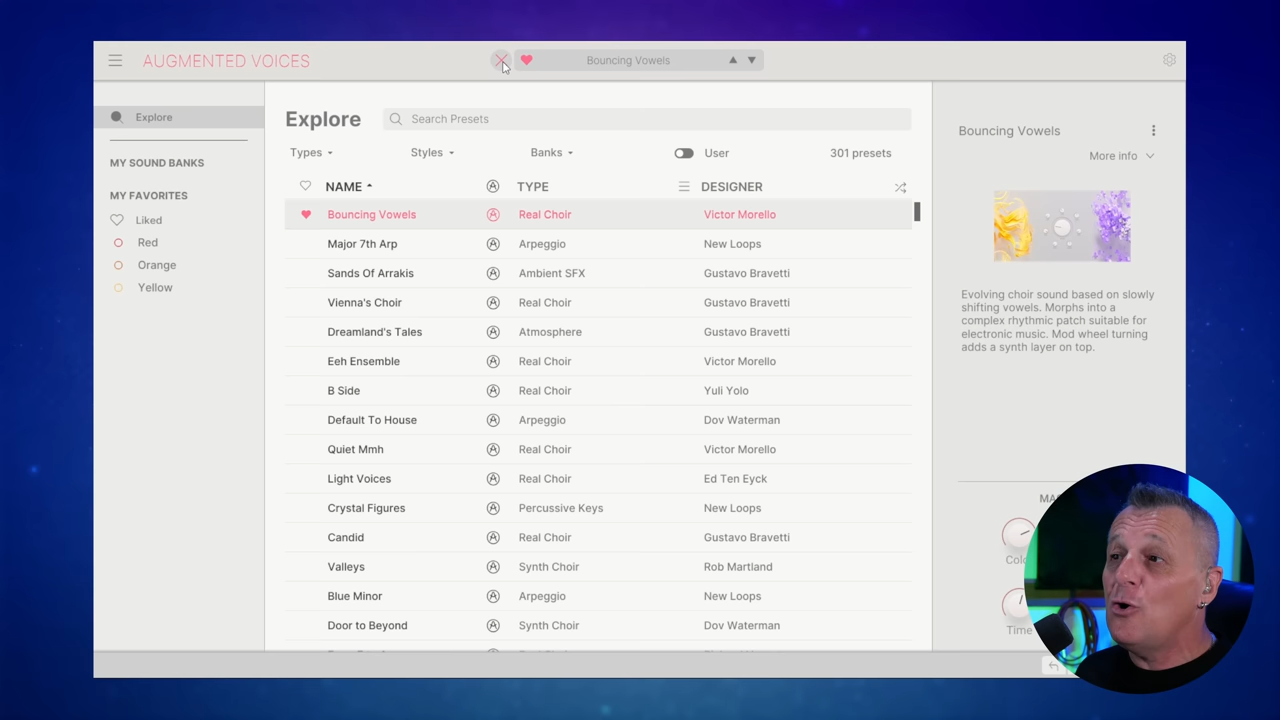 AUGMENTED VOICES
Bouncing Vowels
Explore
MY SOUND BANKS
MY FAVORITES
Liked
Red
Orange
Yellow
Explore
Search Presets
Types
Styles
Banks
User
301 presets
NAME TYPE DESIGNER
Bouncing Vowels Real Choir Victor Morello
Major 7th Arp Arpeggio New Loops
Sands Of Arrakis Ambient SFX Gustavo Bravetti
Vienna's Choir Real Choir Gustavo Bravetti
Dreamland's Tales Atmosphere Gustavo Bravetti
Eeh Ensemble Real Choir Victor Morello
B Side Real Choir Yuli Yolo
Default To House Arpeggio Dov Waterman
Quiet Mmh Real Choir Victor Morello
Light Voices Real Choir Ed Ten Eyck
Crystal Figures Percussive Keys New Loops
Candid Real Choir Gustavo Bravetti
Valleys Synth Choir Rob Martland
Blue Minor Arpeggio New Loops
Door to Beyond Synth Choir Dov Waterman
Bouncing Vowels
More info
Evolving choir sound based on slowly
shifting vowels. Morphs into a
complex rhythmic patch suitable for
electronic music. Mod wheel turning
adds a synth layer on top.
Time